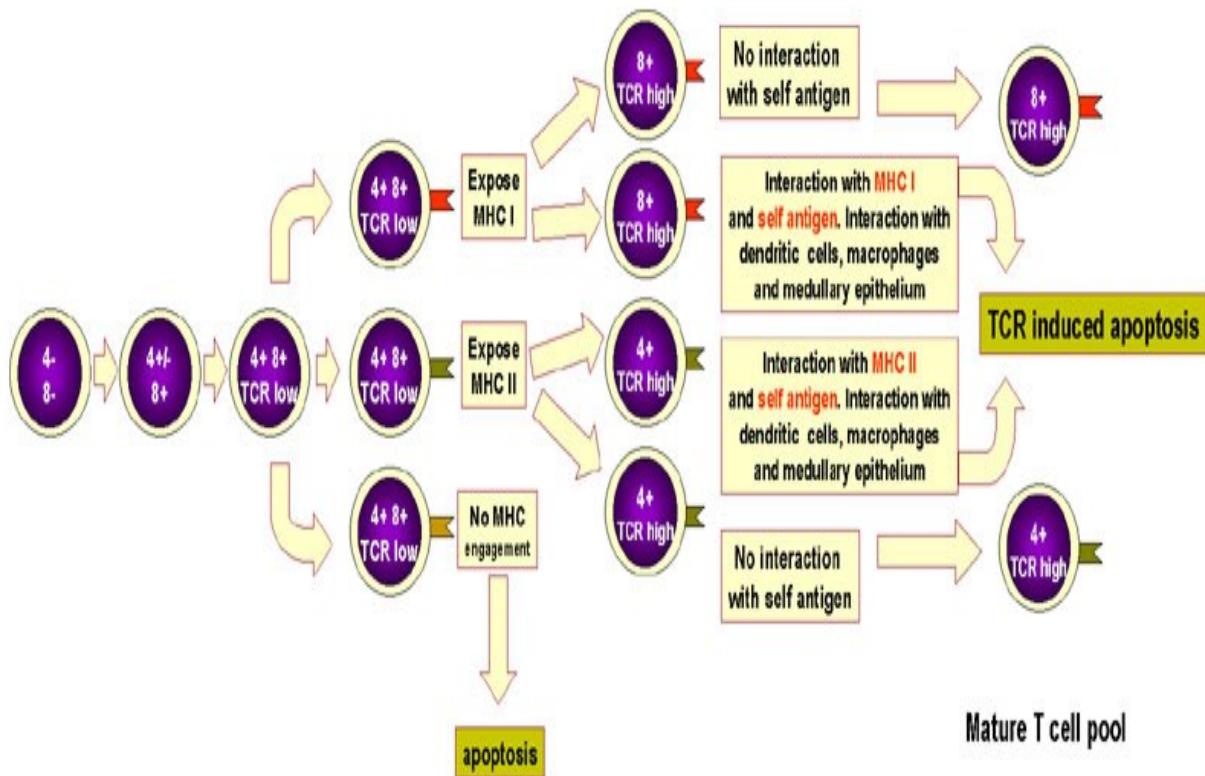 4-
8-
4+/-
8+
4+ 8+
TCR low
4+ 8+
TCR low
4+ 8+
TCR low
4+ 8+
TCR low
Expose
MHC I
Expose
MHC II
No MHC
engagement
apoptosis
8+
TCR high
8+
TCR high
4+
TCR high
4+
TCR high
No interaction
with self antigen
Interaction with MHC I
and self antigen. Interaction with
dendritic cells, macrophages
and medullary epithelium
Interaction with MHC II
and self antigen. Interaction with
dendritic cells, macrophages
and medullary epithelium
No interaction
with self antigen
8+
TCR high
TCR induced apoptosis
4+
TCR high
Mature T cell pool